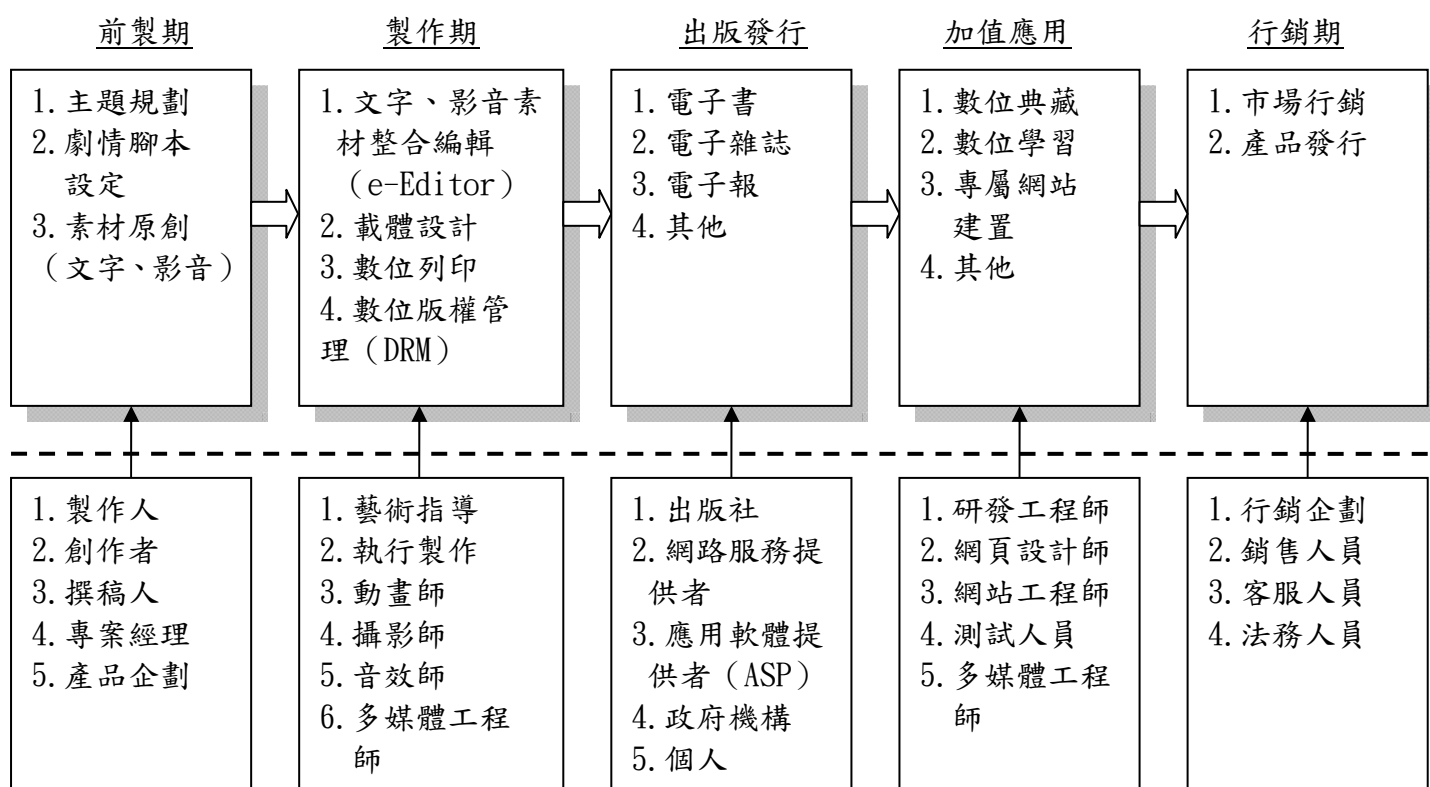 前製期
製作期
出版發行
加值應用
行銷期
1.主題規劃
2.劇情腳本
設定
3.素材原創
(文字、影音)
1.文字、影音素
材整合編輯
(e-Editor)
2.載體設計
3.數位列印
4.數位版權管
理(DRM)
1.電子書
2.電子雜誌
3.電子報
4.其他
1.數位典藏
2.數位學習
3.專屬網站
建置
4.其他
1.市場行銷
2.產品發行
1.製作人
2.創作者
3.撰稿人
4.專案經理
5.產品企劃
1.藝術指導
2.執行製作
3.動畫師
4.攝影師
5.音效師
6.多媒體工程
師
1.出版社
2.網路服務提
供者
3.應用軟體提
供者(ASP)
4.政府機構
5.個人
1.研發工程師
2.網頁設計師
3.網站工程師
4.測試人員
5.多媒體工程
師
1.行銷企劃
2.銷售人員
3.客服人員
4.法務人員